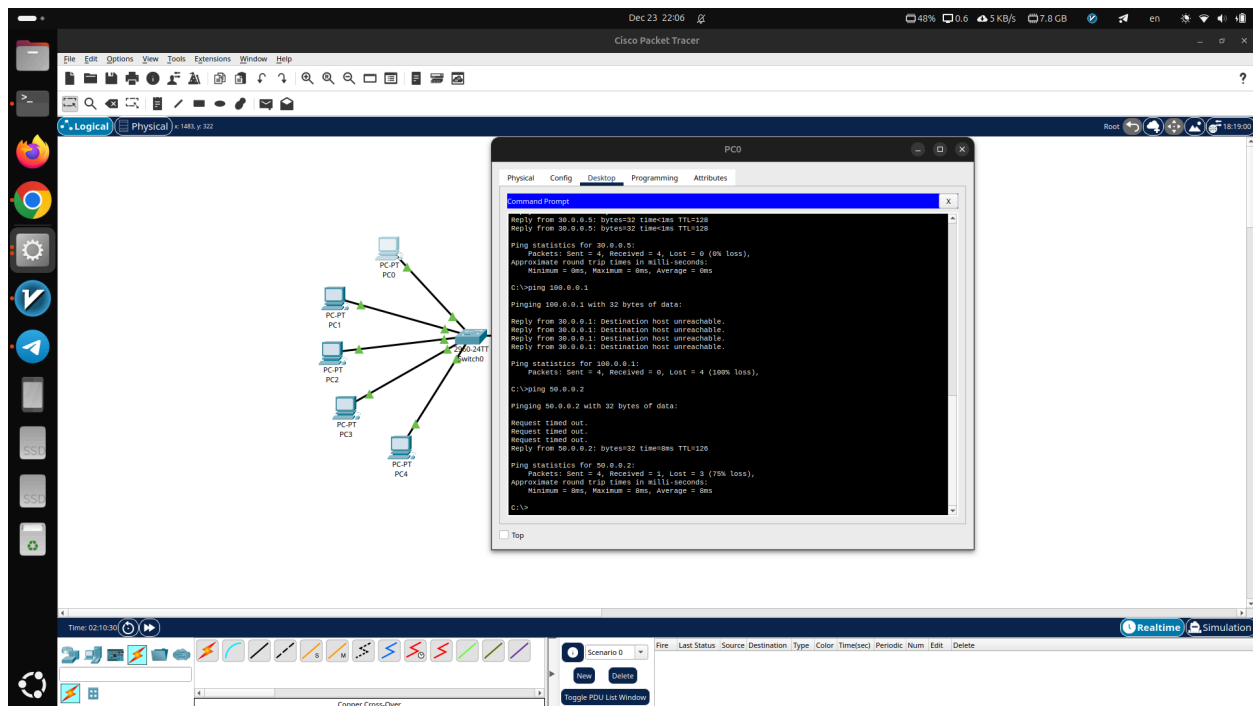 Dec 23 22:06
48% 0.6 5 KB/s 7.8 GB en
Cisco Packet Tracer
File Edit Options View Tools Extensions Window Help
?
Logical Physical x: 1483, y: 322
Root 18:19:00
PC0
Physical Config Desktop Programming Attributes
Command Prompt X
Reply from 30.0.0.5: bytes=32 time<1ms TTL=128
Reply from 30.0.0.5: bytes=32 time<1ms TTL=128
Ping statistics for 30.0.0.5:
Packets: Sent = 4, Received = 4, Lost = 0 (0% loss),
Approximate round trip times in milli-seconds:
Minimum = 0ms, Maximum = 0ms, Average = 0ms
C:\>ping 100.0.0.1
Pinging 100.0.0.1 with 32 bytes of data:
Reply from 30.0.0.1: Destination host unreachable.
Reply from 30.0.0.1: Destination host unreachable.
Reply from 30.0.0.1: Destination host unreachable.
Reply from 30.0.0.1: Destination host unreachable.
Ping statistics for 100.0.0.1:
Packets: Sent = 4, Received = 0, Lost = 4 (100% loss),
C:\>ping 50.0.0.2
Pinging 50.0.0.2 with 32 bytes of data:
Request timed out.
Request timed out.
Request timed out.
Reply from 50.0.0.2: bytes=32 time=8ms TTL=126
Ping statistics for 50.0.0.2:
Packets: Sent = 4, Received = 1, Lost = 3 (75% loss),
Approximate round trip times in milli-seconds:
Minimum = 8ms, Maximum = 8ms, Average = 8ms
C:\>
Top
PC-PT
PC0
PC-PT
PC1
PC-PT
PC2
PC-PT
PC3
PC-PT
PC4
2960-24TT
Switch0
SSD
SSD
Time: 02:10:30
Realtime Simulation
Scenario 0
New Delete
Toggle PDU List Window
Fire Last Status Source Destination Type Color Time(sec) Periodic Num Edit Delete
S M
Copper Cross-Over